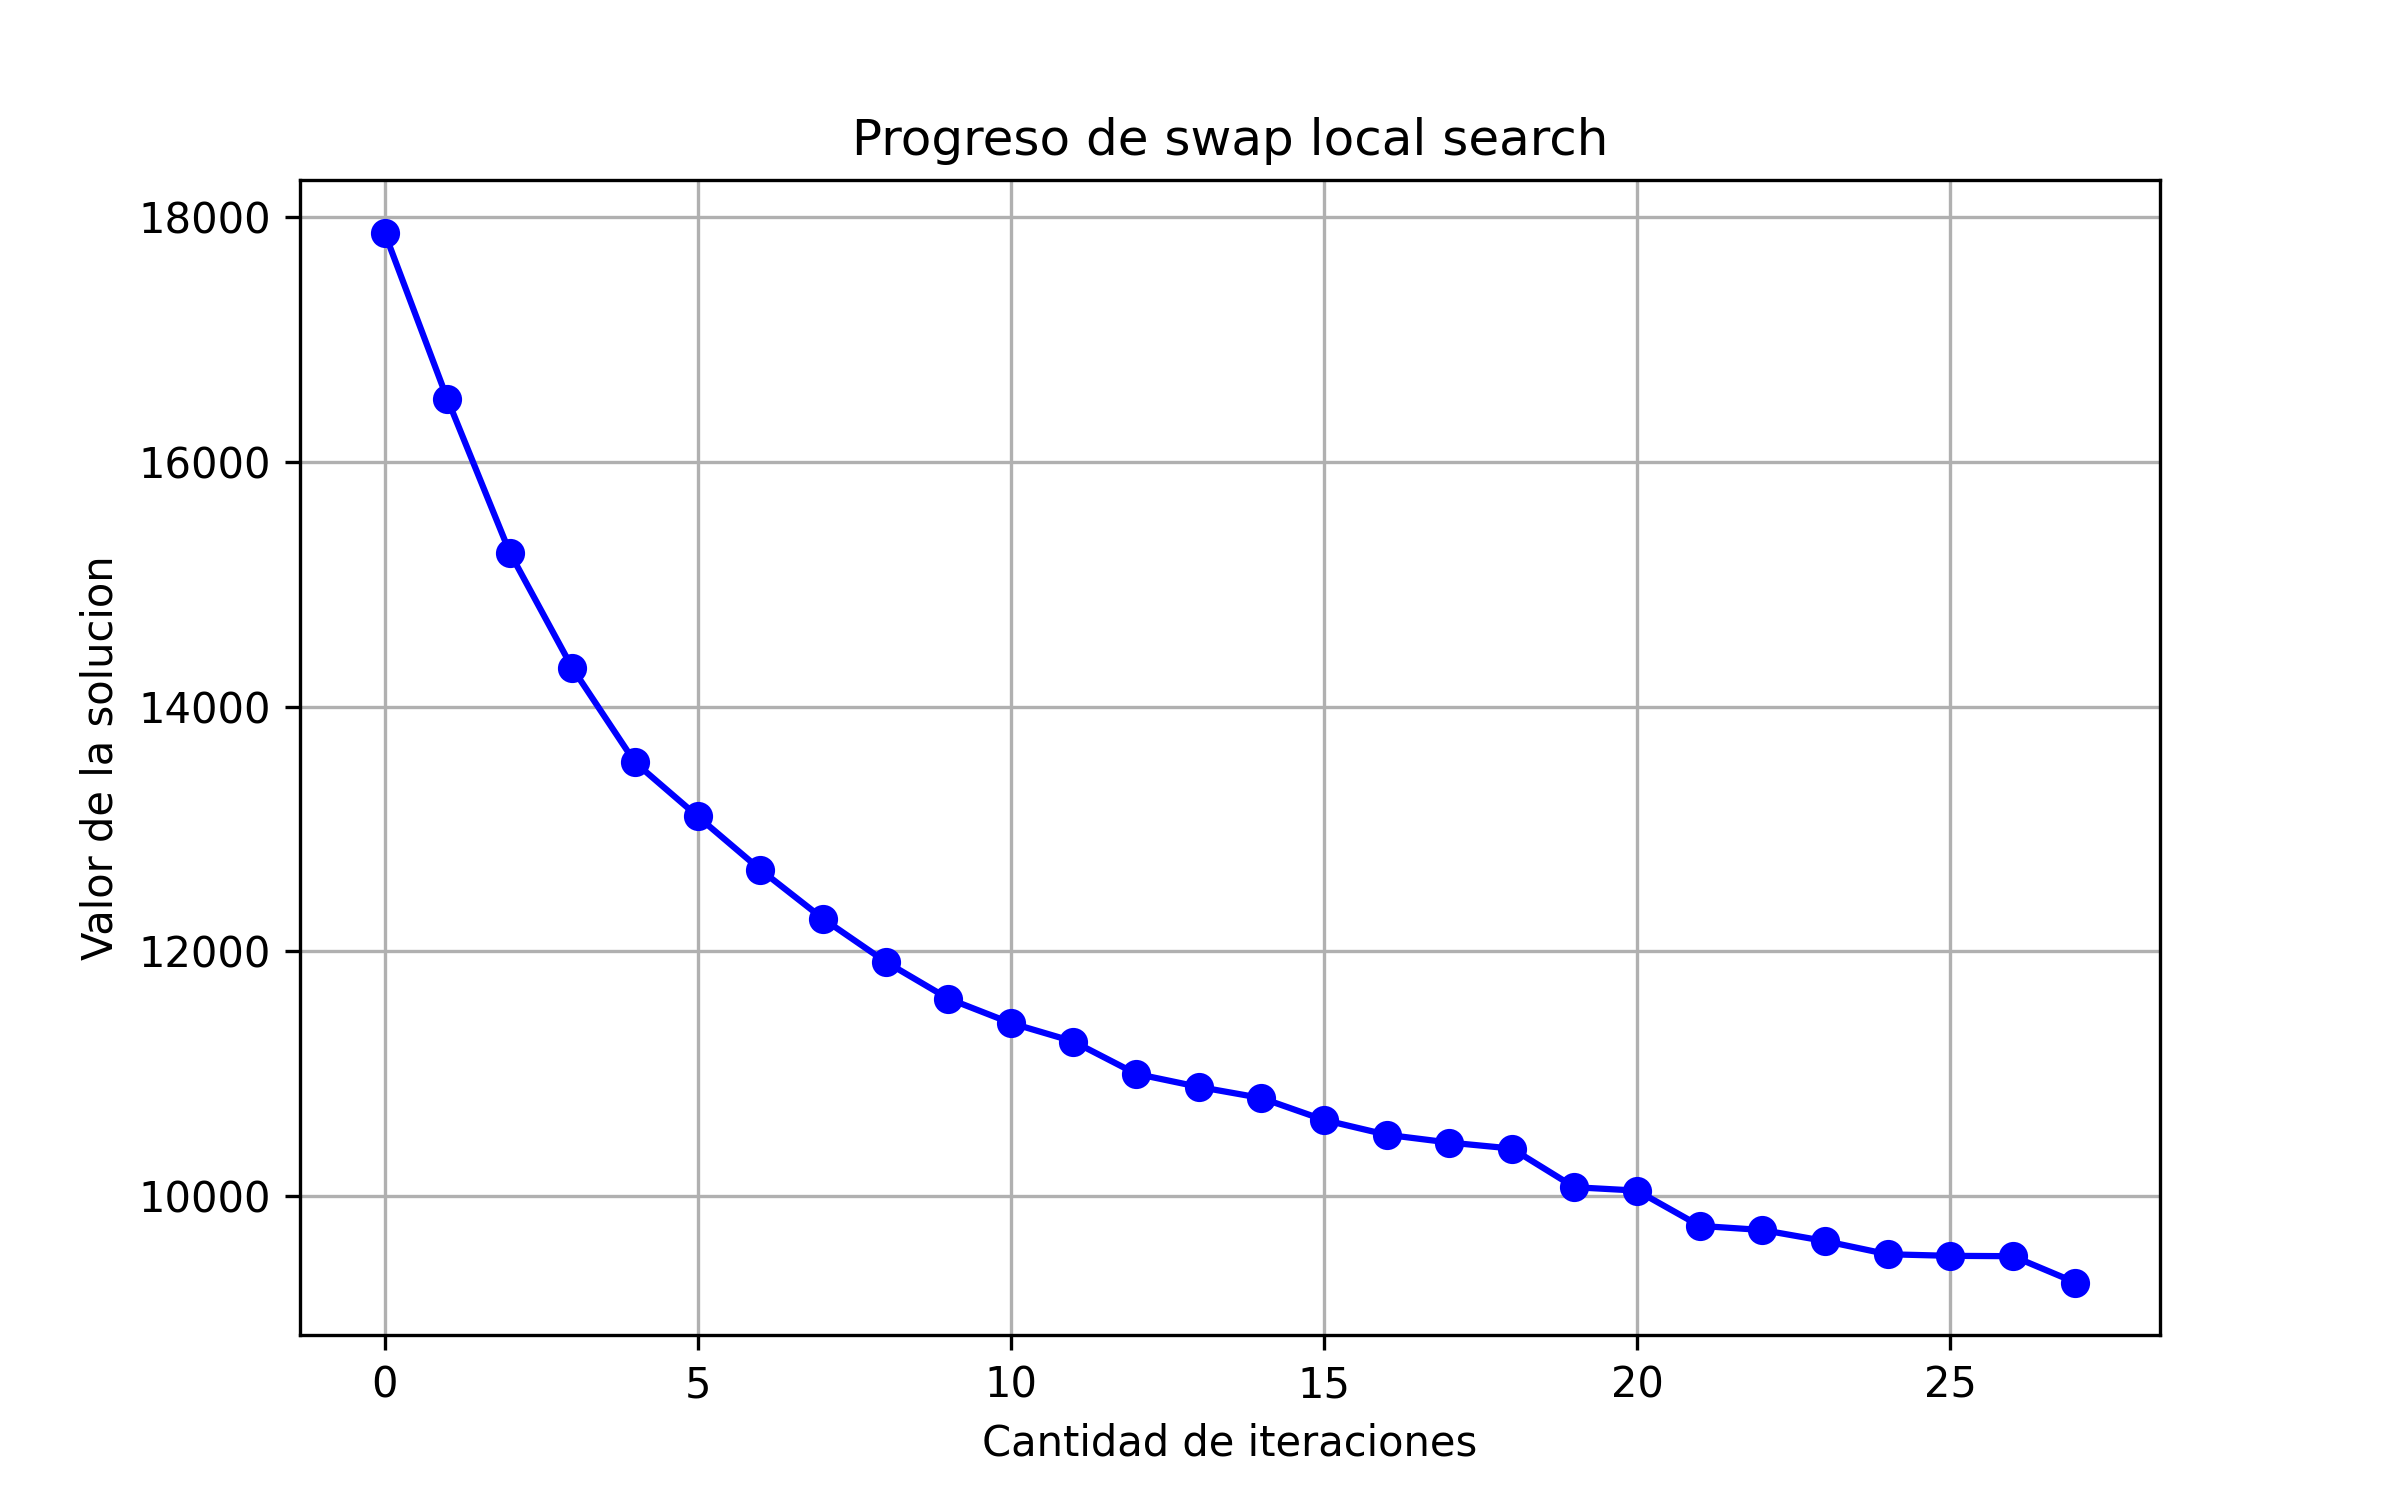 Progreso de swap local search
Valor de la solucion
18000
16000
14000
12000
10000
0 5 10 15 20 25
Cantidad de iteraciones